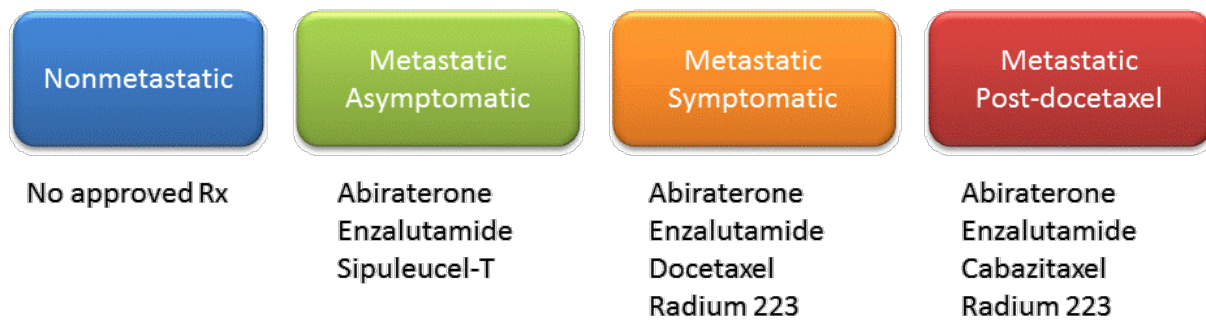 Nonmetastatic
Metastatic
Asymptomatic
Metastatic
Symptomatic
Metastatic
Post-docetaxel
No approved Rx
Abiraterone
Enzalutamide
Sipuleucel-T
Abiraterone
Enzalutamide
Docetaxel
Radium 223
Abiraterone
Enzalutamide
Cabazitaxel
Radium 223